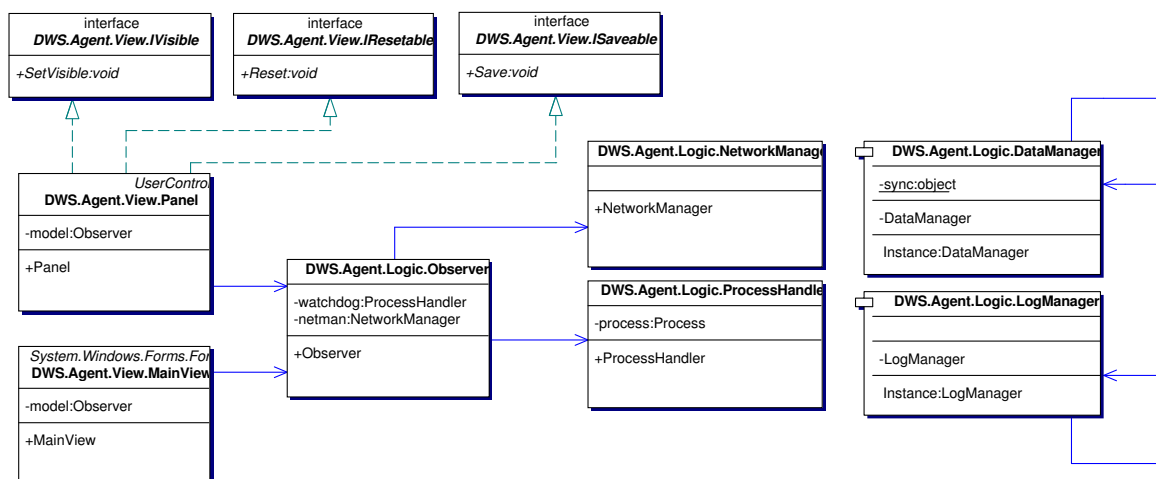 interface
DWS.Agent.View.IVisible
+SetVisible:void
interface
DWS.Agent.View.IResetable
+Reset:void
interface
DWS.Agent.View.ISaveable
+Save:void
UserControl
DWS.Agent.View.Panel
-model:Observer
+Panel
System.Windows.Forms.For
DWS.Agent.View.MainView
-model:Observer
+MainView
DWS.Agent.Logic.Observer
-watchdog:ProcessHandler
-netman:NetworkManager
+Observer
DWS.Agent.Logic.NetworkManage
+NetworkManager
DWS.Agent.Logic.ProcessHandle
-process:Process
+ProcessHandler
DWS.Agent.Logic.DataManager
-sync:object
-DataManager
Instance:DataManager
DWS.Agent.Logic.LogManager
-LogManager
Instance:LogManager